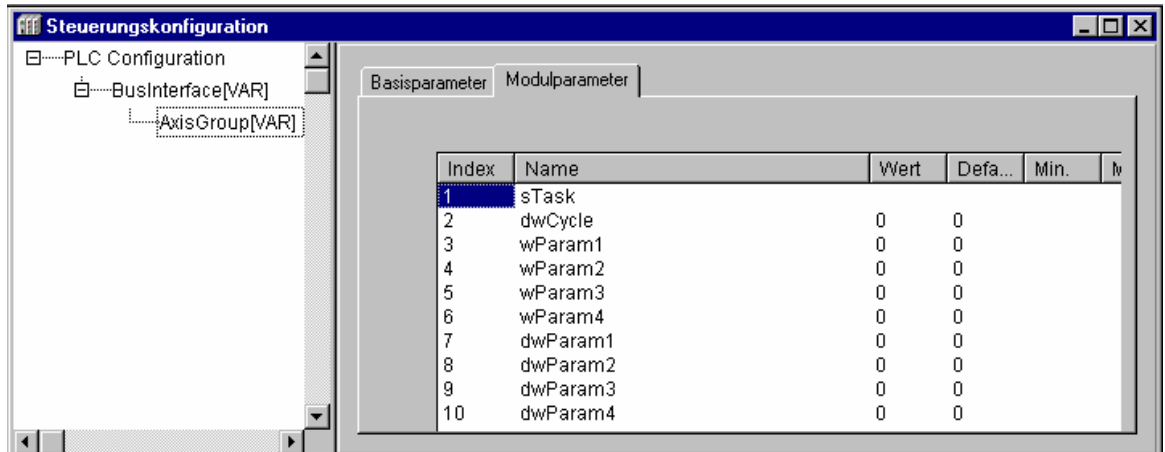 Steuerungskonfiguration
PLC Configuration
BusInterface[VAR]
AxisGroup[VAR]
Basisparameter Modulparameter
Index Name Wert Defa... Min.
1 sTask
2 dwCycle 0 0
3 wParam1 0 0
4 wParam2 0 0
5 wParam3 0 0
6 wParam4 0 0
7 dwParam1 0 0
8 dwParam2 0 0
9 dwParam3 0 0
10 dwParam4 0 0